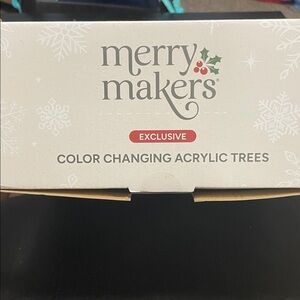 merry
makers®
EXCLUSIVE
COLOR CHANGING ACRYLIC TREES